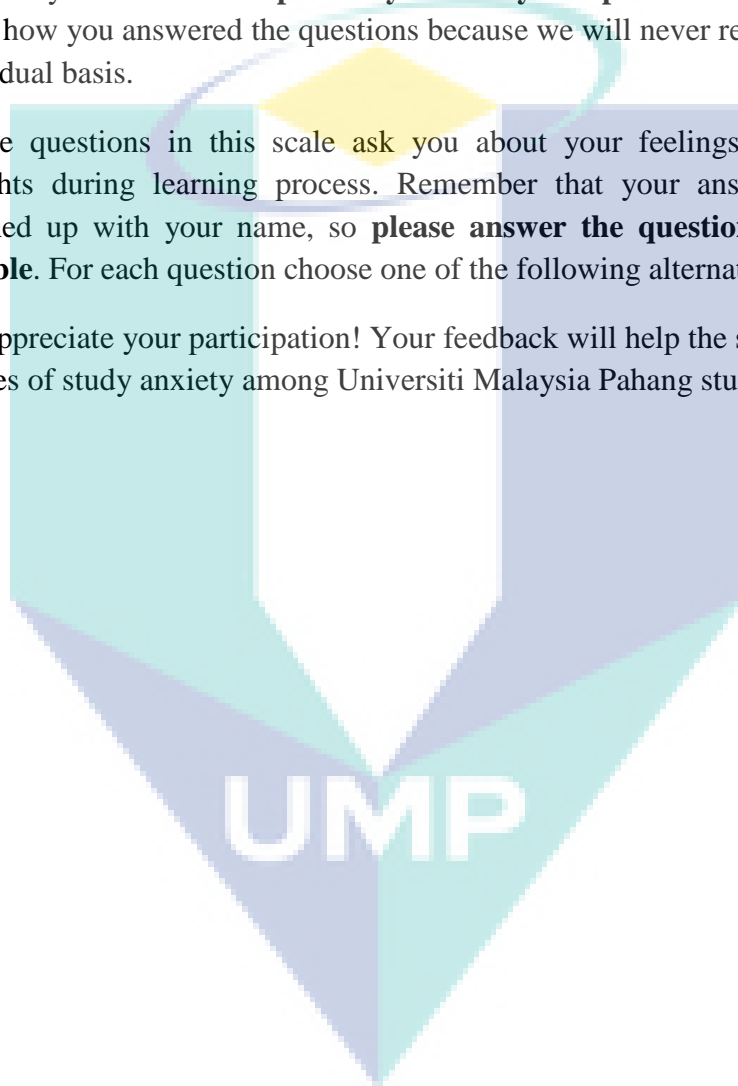 how you answered the questions because we will never re
dual basis.
e questions in this scale ask you about your feelings
hts during learning process. Remember that your ans
ed up with your name, so please answer the question
ble. For each question choose one of the following alternat
ppreciate your participation! Your feedback will help the s
es of study anxiety among Universiti Malaysia Pahang stu
UMP